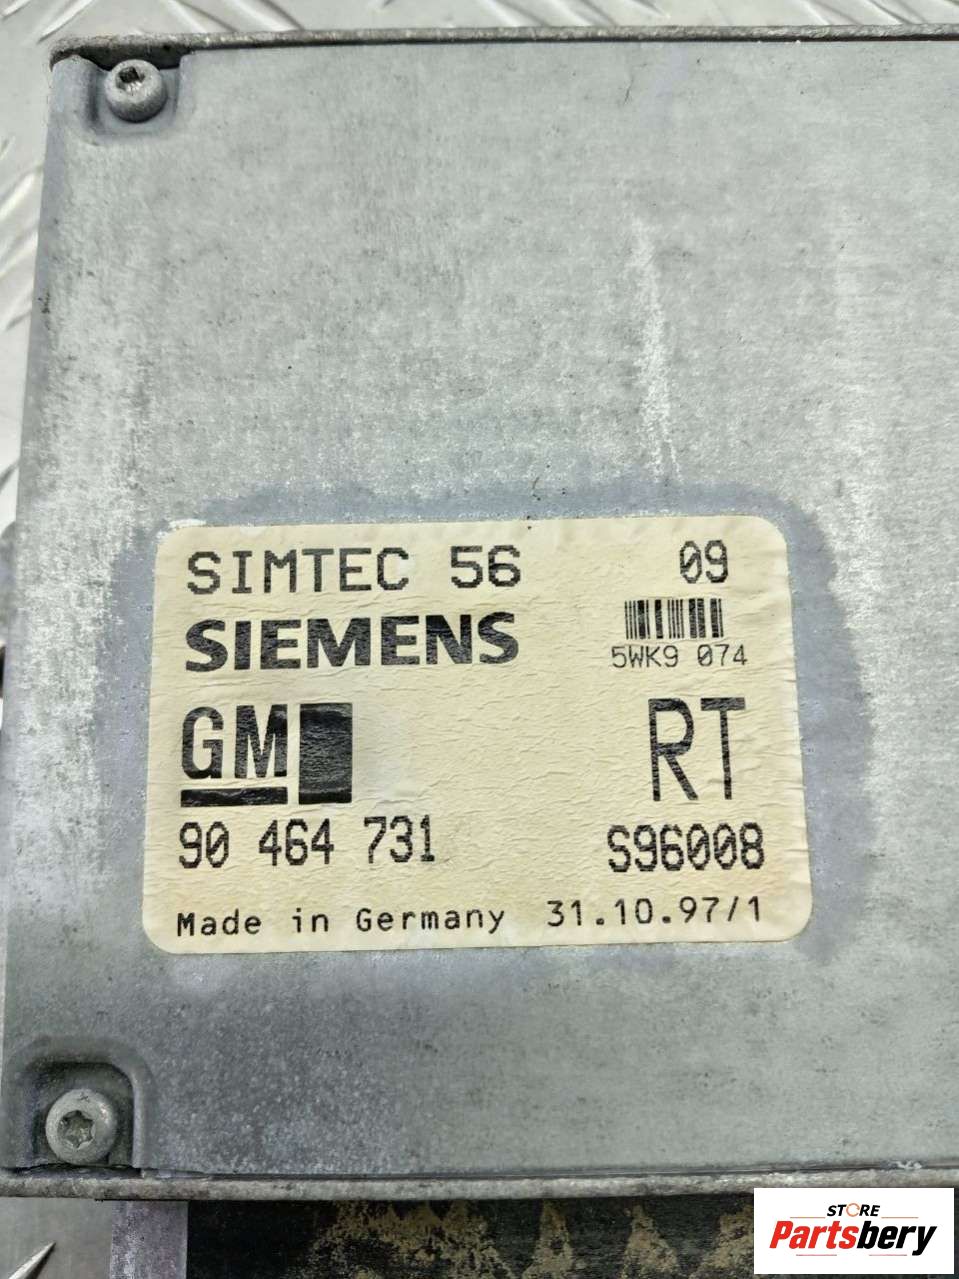 SIMTEC 56 09
SIEMENS
5WK9 074
GM RT
90 464 731 S96008
Made in Germany 31.10.97/1
STORE
Partsbery